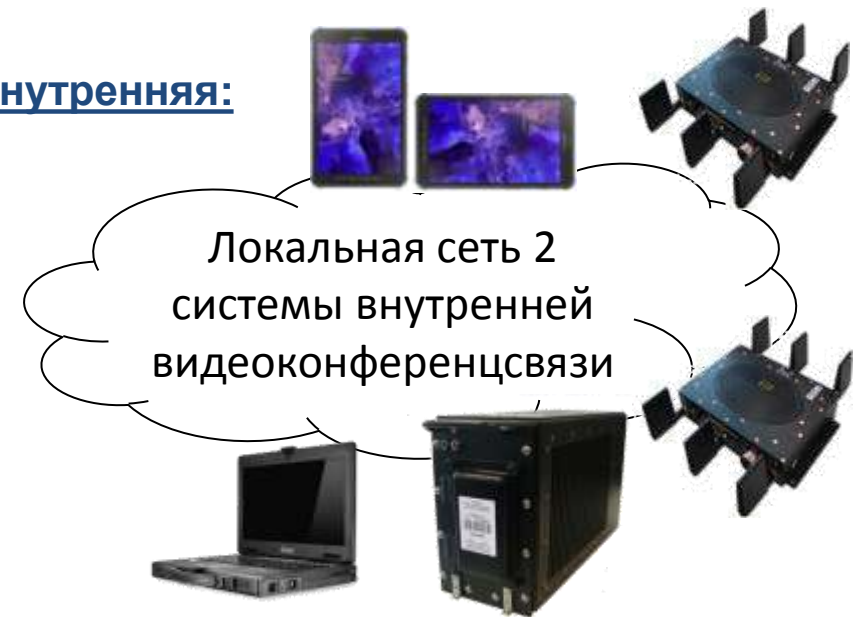 нутренняя:
Локальная сеть 2
системы внутренней
видеоконференцсвязи